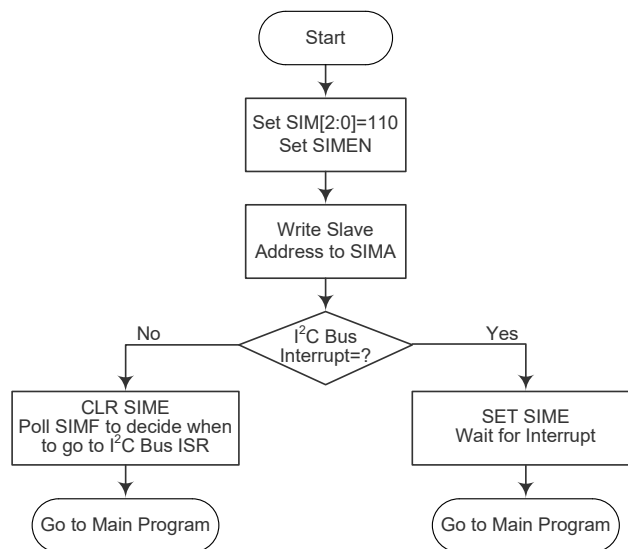 Start
Set SIM[2:0]=110
Set SIMEN
Write Slave
Address to SIMA
I²C Bus
Interrupt=?
No
Yes
CLR SIME
Poll SIMF to decide when
to go to I²C Bus ISR
SET SIME
Wait for Interrupt
Go to Main Program
Go to Main Program